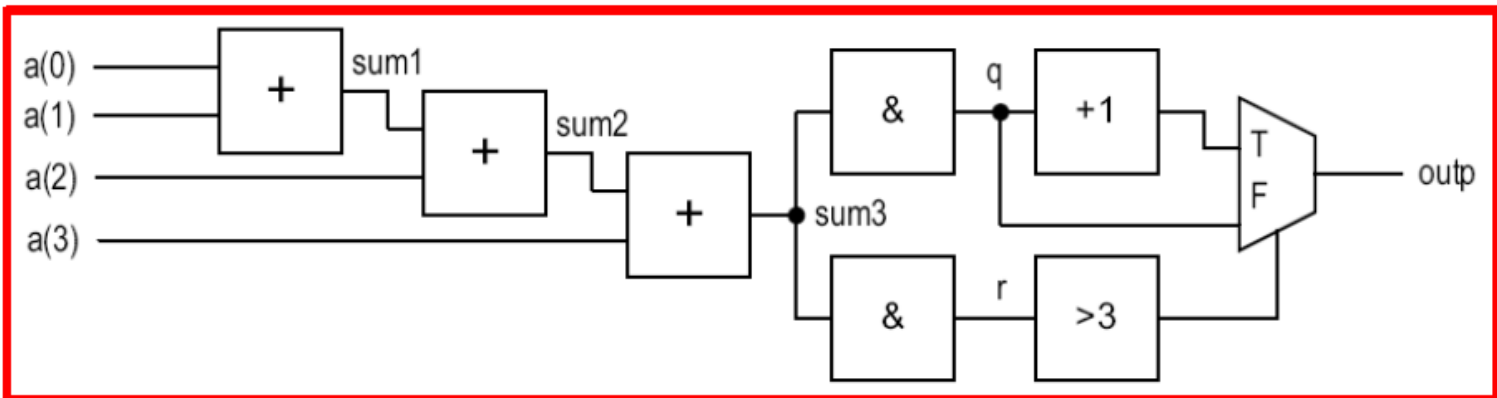 a(0)
a(1)
a(2)
a(3)
+
sum1
+
sum2
+
sum3
&
q
+1
&
r
>3
T
F
outp